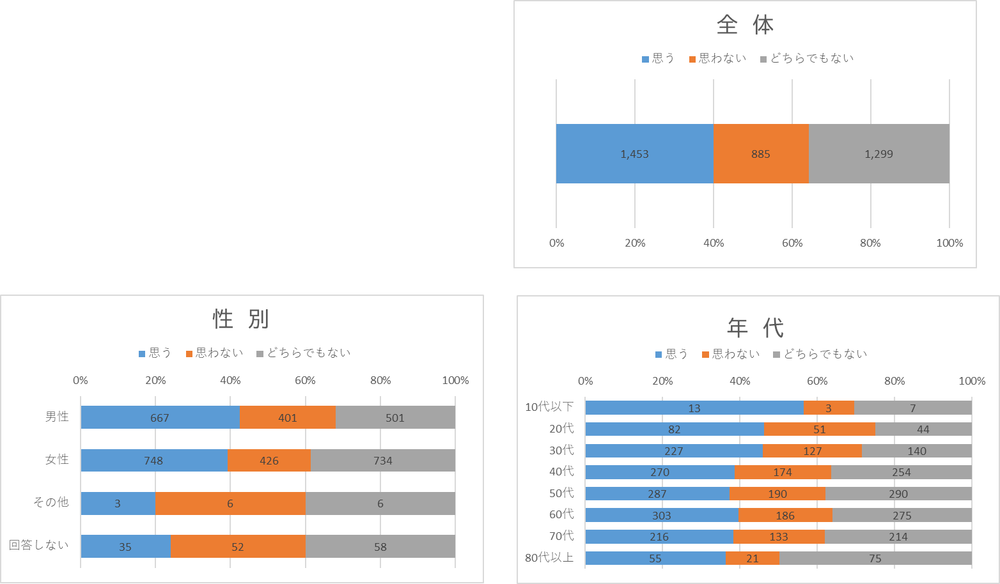 全 体
思う 思わない どちらでもない
1,453 885 1,299
0% 20% 40% 60% 80% 100%
性 別
思う 思わない どちらでもない
0% 20% 40% 60% 80% 100%
男性 667 401 501
女性 748 426 734
その他 3 6 6
回答しない 35 52 58
年 代
思う 思わない どちらでもない
0% 20% 40% 60% 80% 100%
10代以下 13 3 7
20代 82 51 44
30代 227 127 140
40代 270 174 254
50代 287 190 290
60代 303 186 275
70代 216 133 214
80代以上 55 21 75